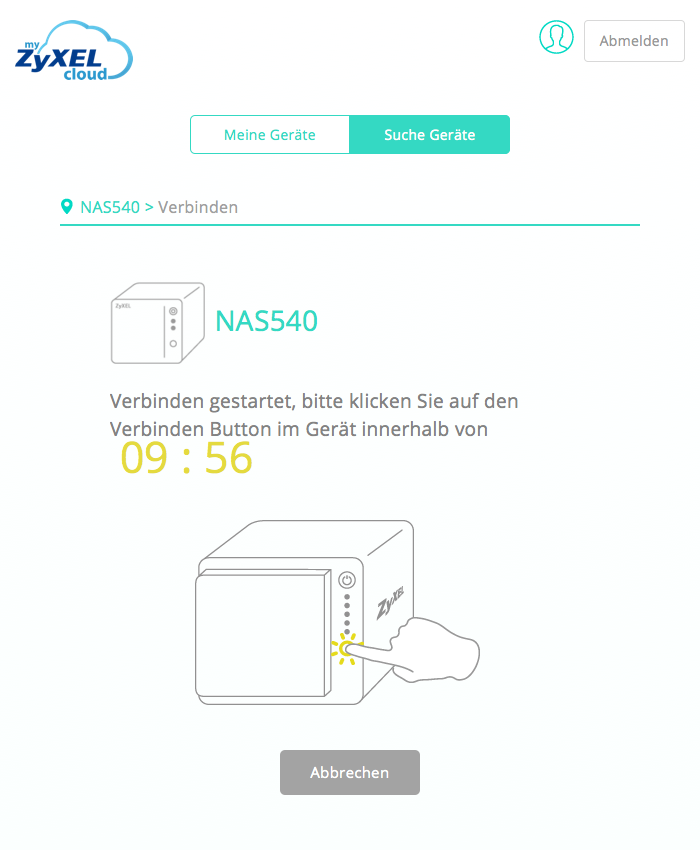 my
ZyXEL
cloud
Abmelden
Meine Geräte
Suche Geräte
NAS540 > Verbinden
ZyXEL
NAS540
Verbinden gestartet, bitte klicken Sie auf den
Verbinden Button im Gerät innerhalb von
09 : 56
ZyXEL
Abbrechen